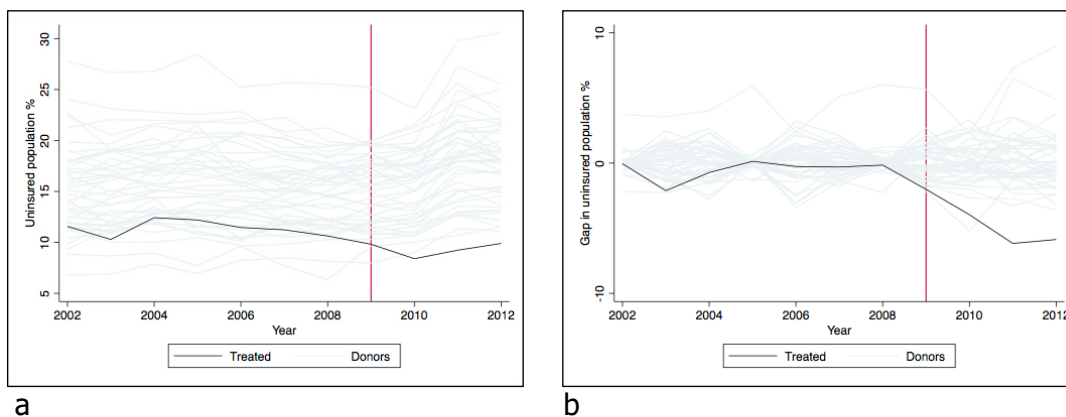 30
25
20
15
10
5
Uninsured population %
2002 2004 2006 2008 2010 2012
Year
Treated Donors
a
10
0
-10
Gap in uninsured population %
2002 2004 2006 2008 2010 2012
Year
Treated Donors
b